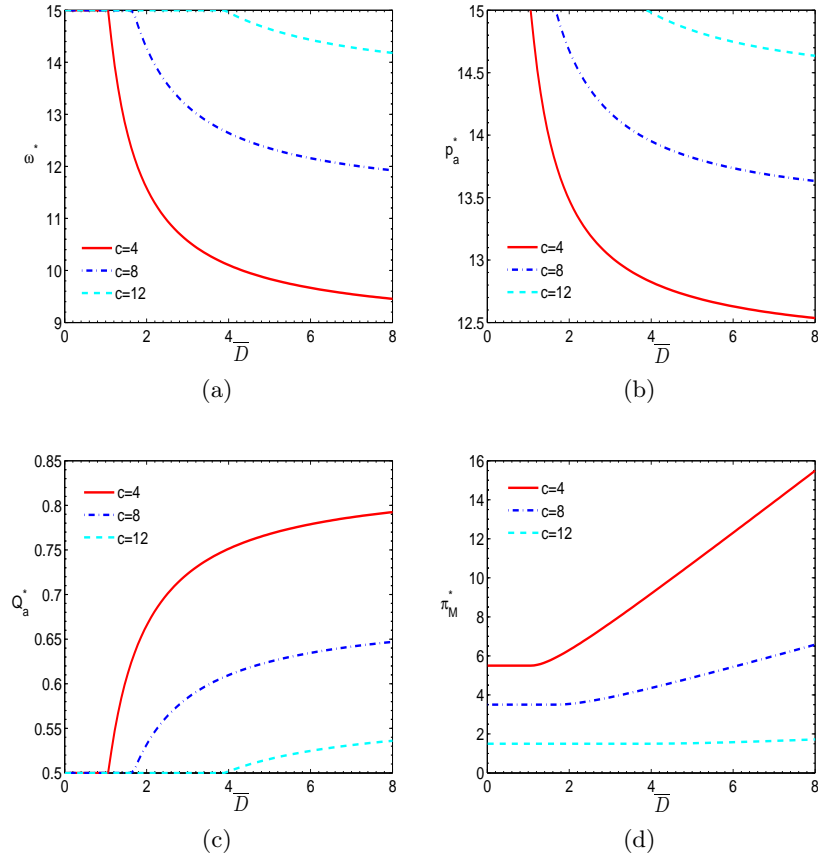 15
14
13
12
11
10
9
ω*
c=4
c=8
c=12
0 2 4 6 8
D̅
(a)
15
14.5
14
13.5
13
12.5
p*a
c=4
c=8
c=12
0 2 4 6 8
D̅
(b)
0.85
0.8
0.75
0.7
0.65
0.6
0.55
0.5
Q*a
c=4
c=8
c=12
0 2 4 6 8
D̅
(c)
16
14
12
10
8
6
4
2
0
π*M
c=4
c=8
c=12
0 2 4 6 8
D̅
(d)